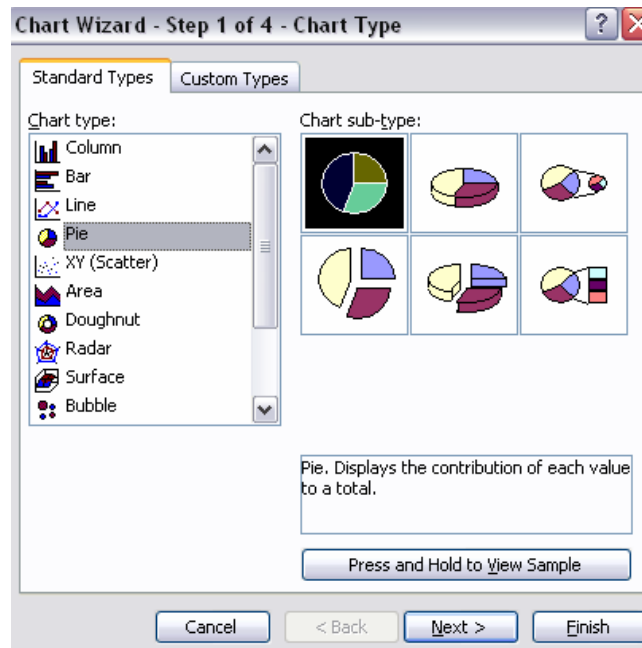 Chart Wizard - Step 1 of 4 - Chart Type
Standard Types
Custom Types
Chart type:
Column
Bar
Line
Pie
XY (Scatter)
Area
Doughnut
Radar
Surface
Bubble
Chart sub-type:
Pie. Displays the contribution of each value
to a total.
Press and Hold to View Sample
Cancel
< Back
Next >
Finish